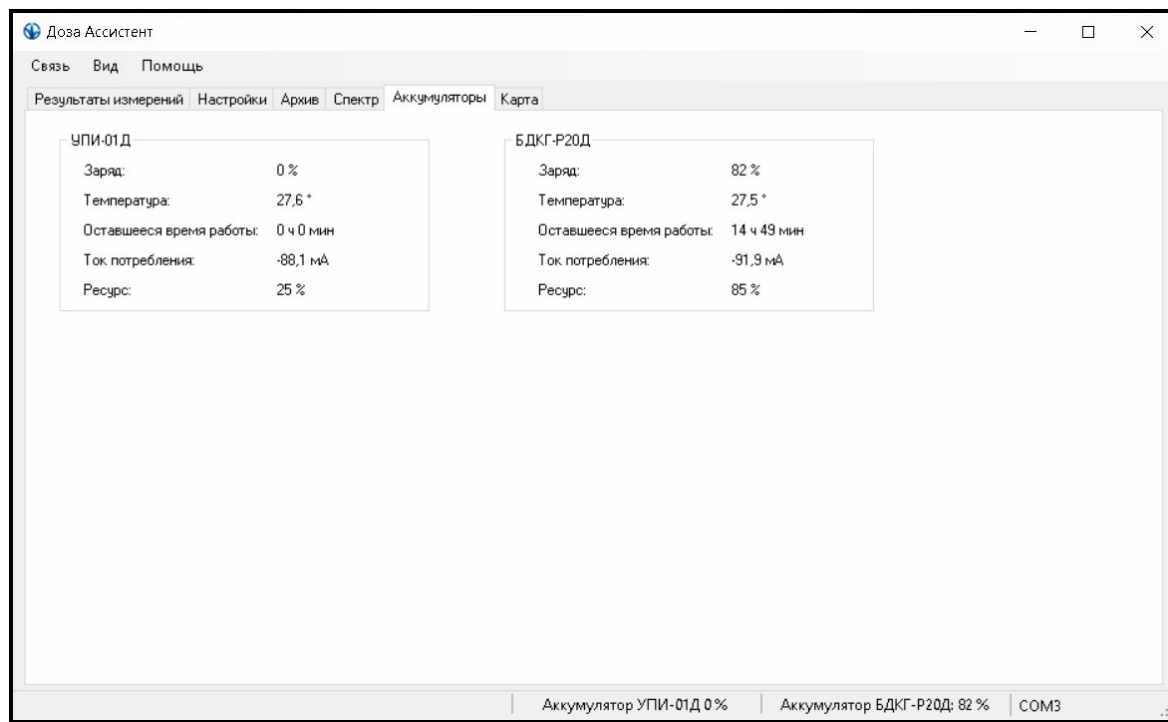 Доза Ассистент
Связь Вид Помощь
Результаты измерений Настройки Архив Спектр Аккумуляторы Карта
УПИ-01Д
Заряд: 0 %
Температура: 27,6 °
Оставшееся время работы: 0 ч 0 мин
Ток потребления: -88,1 мА
Ресурс: 25 %
БДКГ-Р20Д
Заряд: 82 %
Температура: 27,5 °
Оставшееся время работы: 14 ч 49 мин
Ток потребления: -91,9 мА
Ресурс: 85 %
Аккумулятор УПИ-01Д 0 % Аккумулятор БДКГ-Р20Д: 82 % COM3